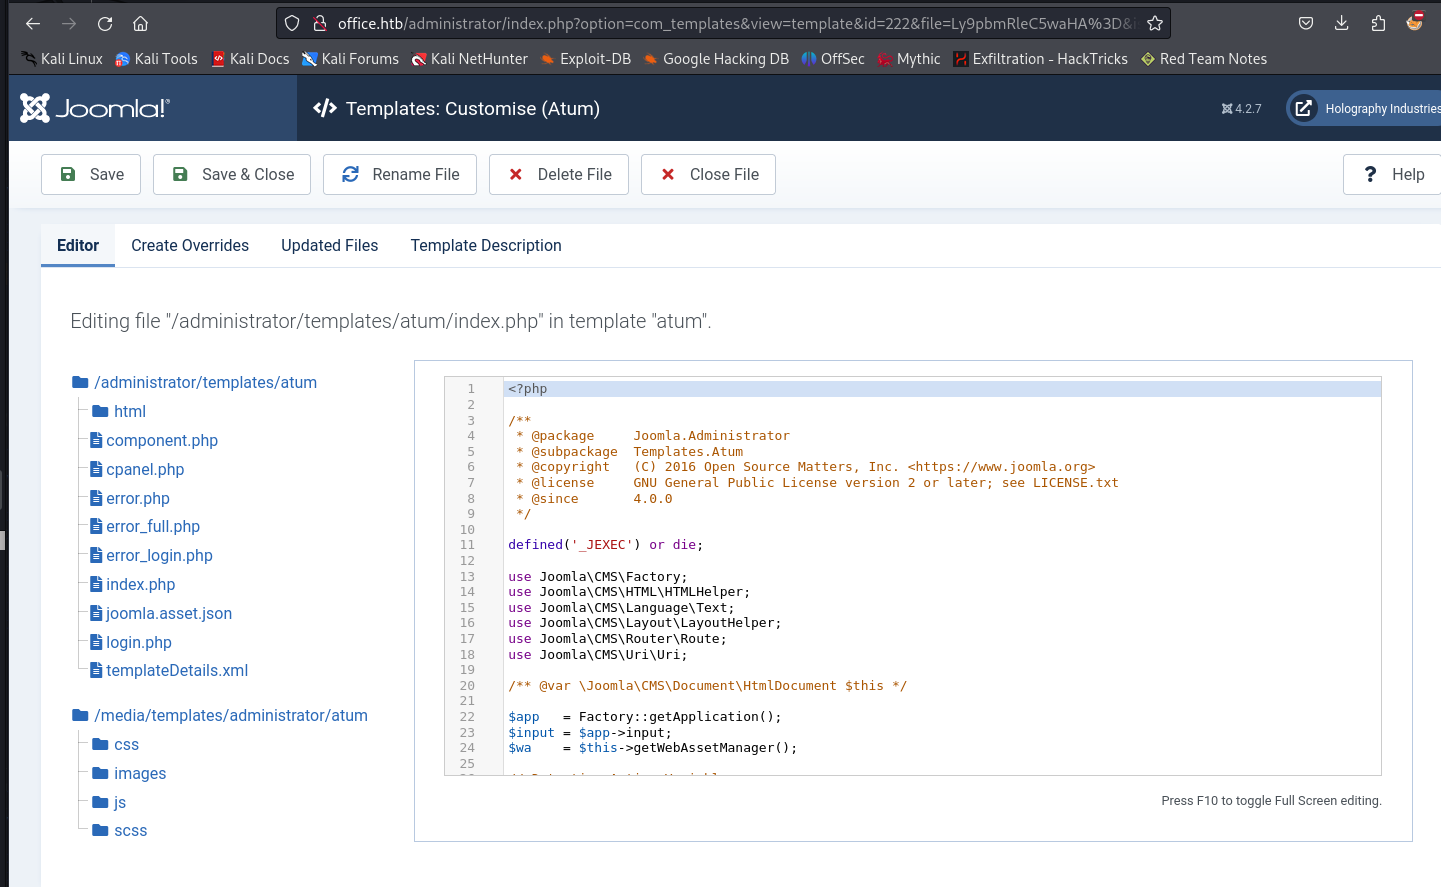 office.htb/administrator/index.php?option=com_templates&view=template&id=222&file=Ly9pbmRleC5waHA%3D&
Kali Linux Kali Tools Kali Docs Kali Forums Kali NetHunter Exploit-DB Google Hacking DB OffSec Mythic Exfiltration - HackTricks Red Team Notes
Joomla!® </> Templates: Customise (Atum) 4.2.7 Holography Industries
Save Save & Close Rename File Delete File Close File ? Help
Editor Create Overrides Updated Files Template Description
Editing file "/administrator/templates/atum/index.php" in template "atum".
/administrator/templates/atum
html
component.php
cpanel.php
error.php
error_full.php
error_login.php
index.php
joomla.asset.json
login.php
templateDetails.xml
/media/templates/administrator/atum
css
images
js
scss
1 <?php
2
3 /**
4 * @package Joomla.Administrator
5 * @subpackage Templates.Atum
6 * @copyright (C) 2016 Open Source Matters, Inc. <https://www.joomla.org>
7 * @license GNU General Public License version 2 or later; see LICENSE.txt
8 * @since 4.0.0
9 */
10
11 defined('_JEXEC') or die;
12
13 use Joomla\CMS\Factory;
14 use Joomla\CMS\HTML\HTMLHelper;
15 use Joomla\CMS\Language\Text;
16 use Joomla\CMS\Layout\LayoutHelper;
17 use Joomla\CMS\Router\Route;
18 use Joomla\CMS\Uri\Uri;
19
20 /** @var \Joomla\CMS\Document\HtmlDocument $this */
21
22 $app = Factory::getApplication();
23 $input = $app->input;
24 $wa = $this->getWebAssetManager();
25
Press F10 to toggle Full Screen editing.